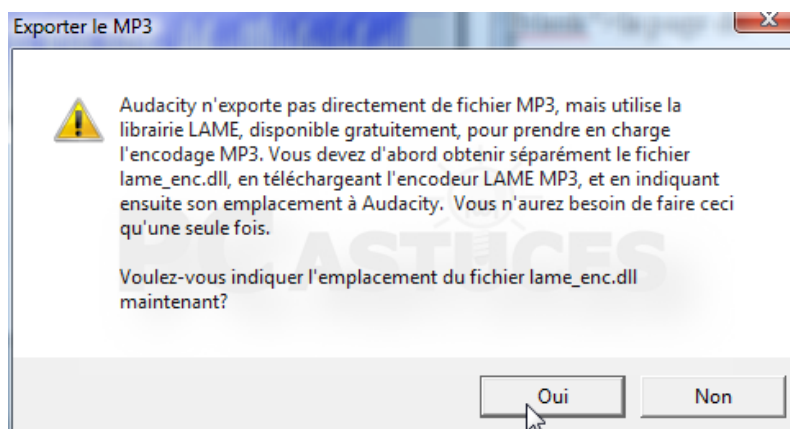 Exporter le MP3
Audacity n'exporte pas directement de fichier MP3, mais utilise la
librairie LAME, disponible gratuitement, pour prendre en charge
l'encodage MP3. Vous devez d'abord obtenir séparément le fichier
lame_enc.dll, en téléchargeant l'encodeur LAME MP3, et en indiquant
ensuite son emplacement à Audacity. Vous n'aurez besoin de faire ceci
qu'une seule fois.
PC ASTUCES
Voulez-vous indiquer l'emplacement du fichier lame_enc.dll
maintenant?
Oui
Non